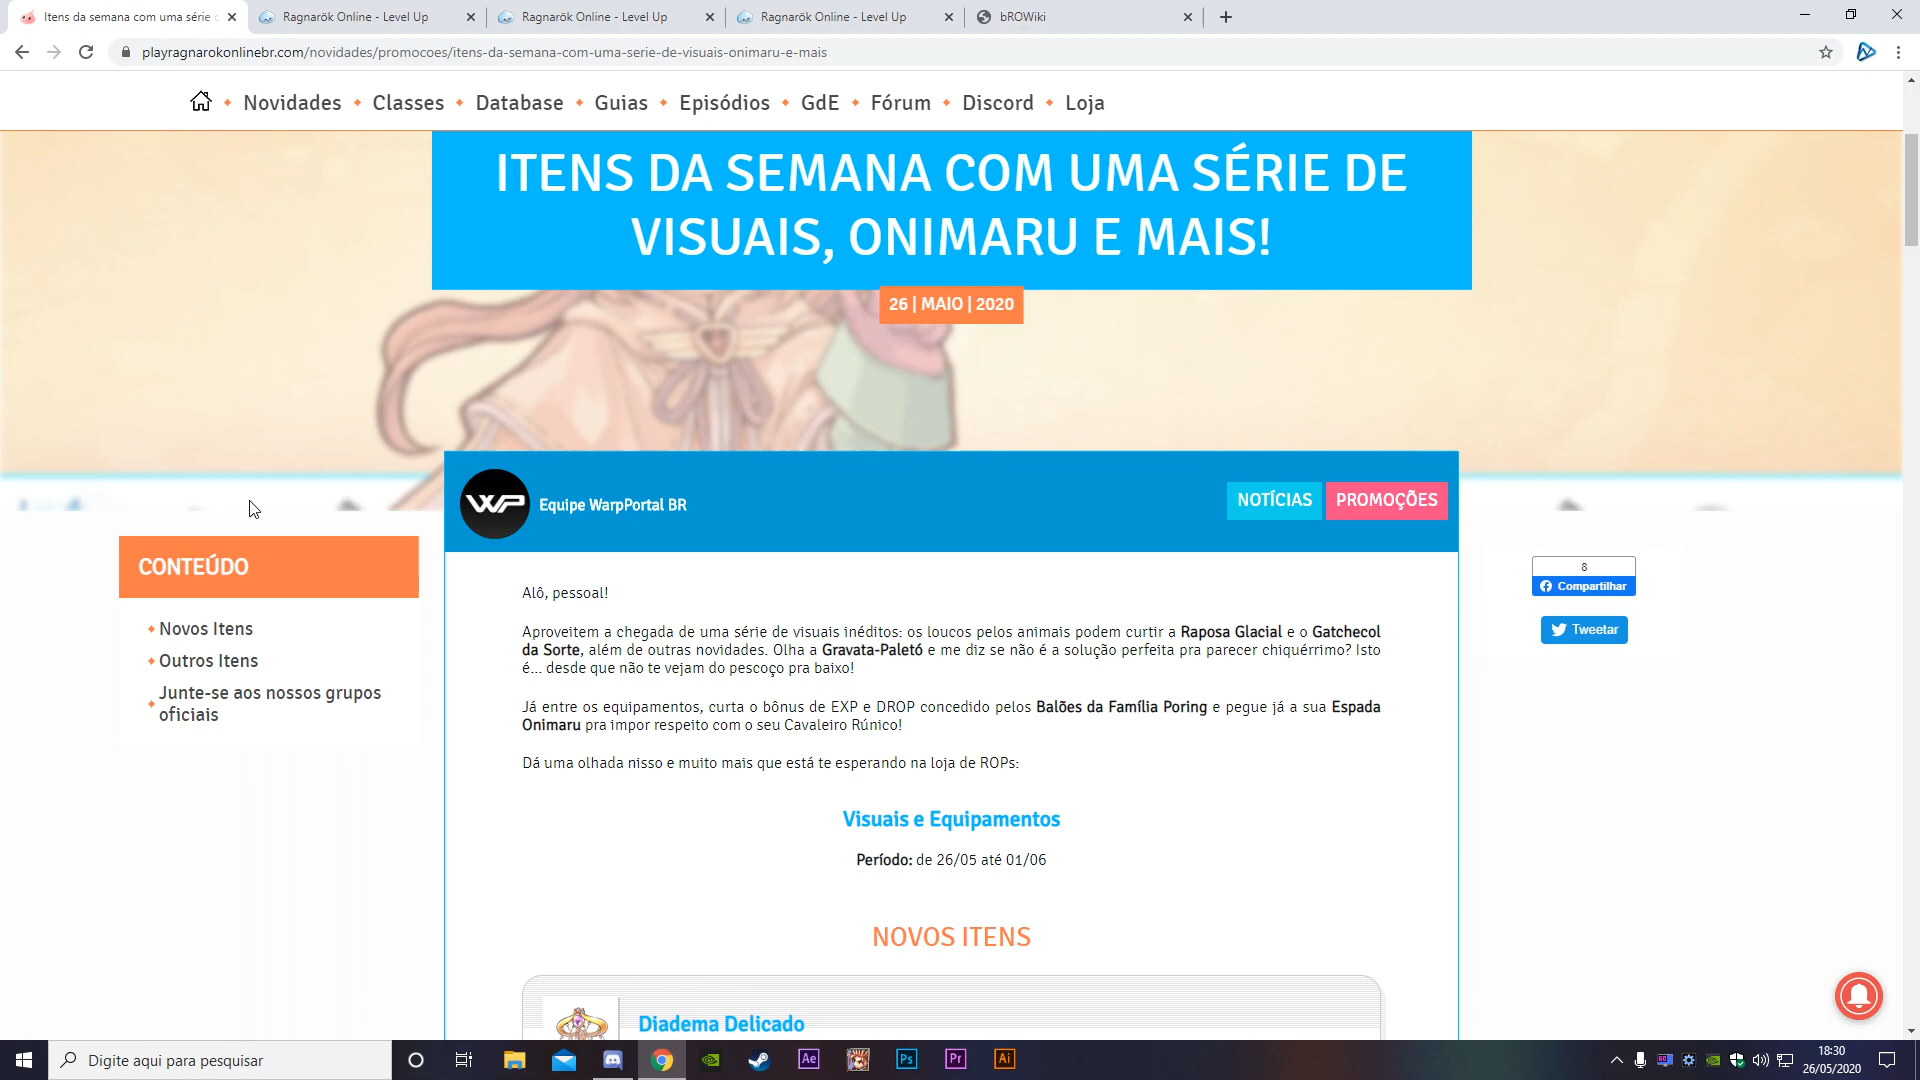 Itens da semana com uma série
Ragnarök Online - Level Up
Ragnarök Online - Level Up
Ragnarök Online - Level Up
bROWiki
playragnarokonlinebr.com/novidades/promocoes/itens-da-semana-com-uma-serie-de-visuais-onimaru-e-mais
Novidades Classes Database Guias Episódios GdE Fórum Discord Loja
ITENS DA SEMANA COM UMA SÉRIE DE
VISUAIS, ONIMARU E MAIS!
26 | MAIO | 2020
WP
Equipe WarpPortal BR
NOTÍCIAS
PROMOÇÕES
CONTEÚDO
Novos Itens
Outros Itens
Junte-se aos nossos grupos
oficiais
8
Compartilhar
Tweetar
Alô, pessoal!
Aproveitem a chegada de uma série de visuais inéditos: os loucos pelos animais podem curtir a Raposa Glacial e o Gatchecol
da Sorte, além de outras novidades. Olha a Gravata-Paletó e me diz se não é a solução perfeita pra parecer chiquérrimo? Isto
é... desde que não te vejam do pescoço pra baixo!
Já entre os equipamentos, curta o bônus de EXP e DROP concedido pelos Balões da Família Poring e pegue já a sua Espada
Onimaru pra impor respeito com o seu Cavaleiro Rúnico!
Dá uma olhada nisso e muito mais que está te esperando na loja de ROPs:
Visuais e Equipamentos
Período: de 26/05 até 01/06
NOVOS ITENS
Diadema Delicado
Digite aqui para pesquisar
Ae
Ps
Pr
Ai
18:30
26/05/2020